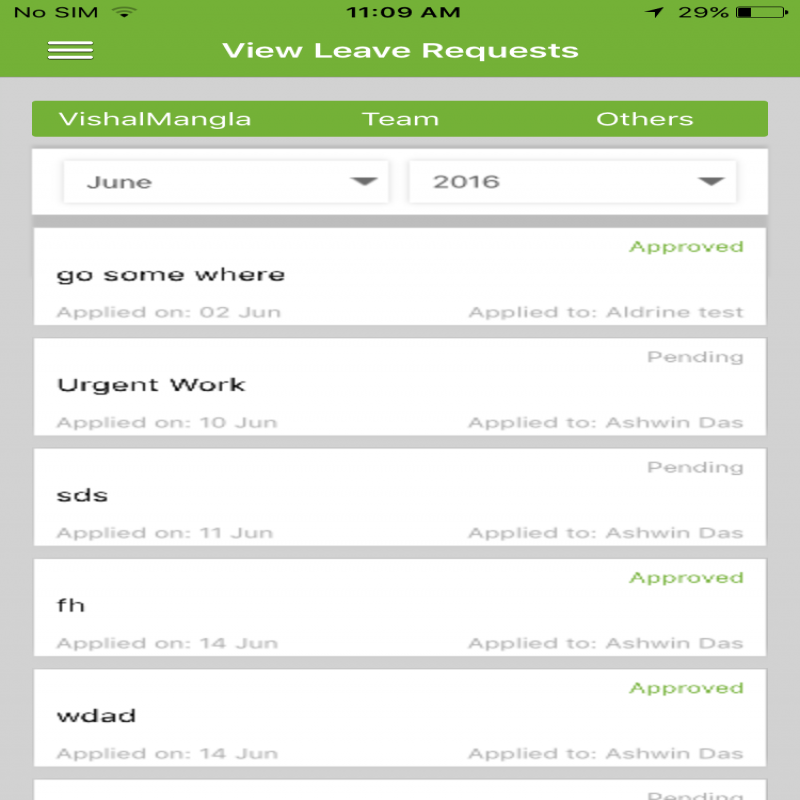 No SIM 11:09 AM 29%
View Leave Requests
VishalMangla Team Others
June 2016
Approved
go some where
Applied on: 02 Jun Applied to: Aldrine test
Pending
Urgent Work
Applied on: 10 Jun Applied to: Ashwin Das
Pending
sds
Applied on: 11 Jun Applied to: Ashwin Das
Approved
fh
Applied on: 14 Jun Applied to: Ashwin Das
Approved
wdad
Applied on: 14 Jun Applied to: Ashwin Das
Pending